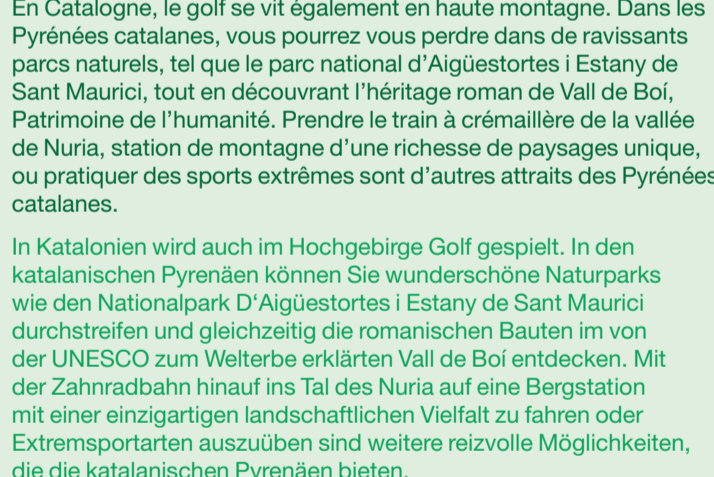 En Catalogne, le golf se vit également en haute montagne. Dans les
Pyrénées catalanes, vous pourrez vous perdre dans de ravissants
parcs naturels, tel que le parc national d’Aigüestortes i Estany de
Sant Maurici, tout en découvrant l’héritage roman de Vall de Boí,
Patrimoine de l’humanité. Prendre le train à crémaillère de la vallée
de Nuria, station de montagne d’une richesse de paysages unique,
ou pratiquer des sports extrêmes sont d’autres attraits des Pyrénées
catalanes.
In Katalonien wird auch im Hochgebirge Golf gespielt. In den
katalanischen Pyrenäen können Sie wunderschöne Naturparks
wie den Nationalpark D‘Aigüestortes i Estany de Sant Maurici
durchstreifen und gleichzeitig die romanischen Bauten im von
der UNESCO zum Welterbe erklärten Vall de Boí entdecken. Mit
der Zahnradbahn hinauf ins Tal des Nuria auf eine Bergstation
mit einer einzigartigen landschaftlichen Vielfalt zu fahren oder
Extremsportarten auszuüben sind weitere reizvolle Möglichkeiten,
die die katalanischen Pyrenäen bieten.